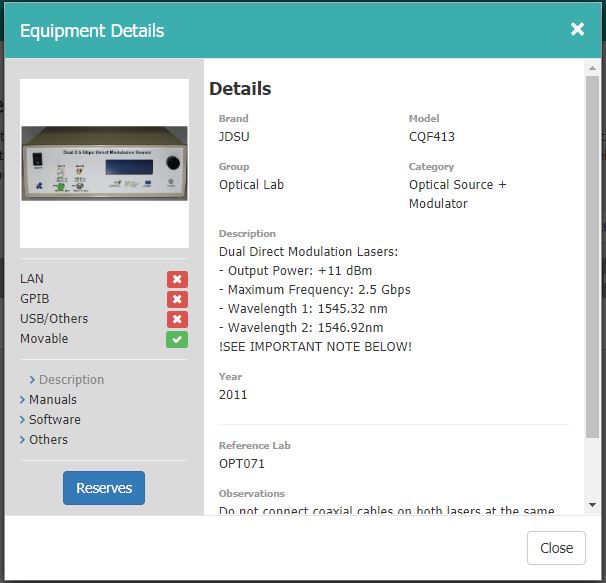 Equipment Details
×
Dual 2.5 Gbps Direct Modulation Source
LAN
GPIB
USB/Others
Movable
Description
Manuals
Software
Others
Reserves
Details
Brand
JDSU
Model
CQF413
Group
Optical Lab
Category
Optical Source +
Modulator
Description
Dual Direct Modulation Lasers:
- Output Power: +11 dBm
- Maximum Frequency: 2.5 Gbps
- Wavelength 1: 1545.32 nm
- Wavelength 2: 1546.92nm
!SEE IMPORTANT NOTE BELOW!
Year
2011
Reference Lab
OPT071
Observations
Do not connect coaxial cables on both lasers at the same
Close